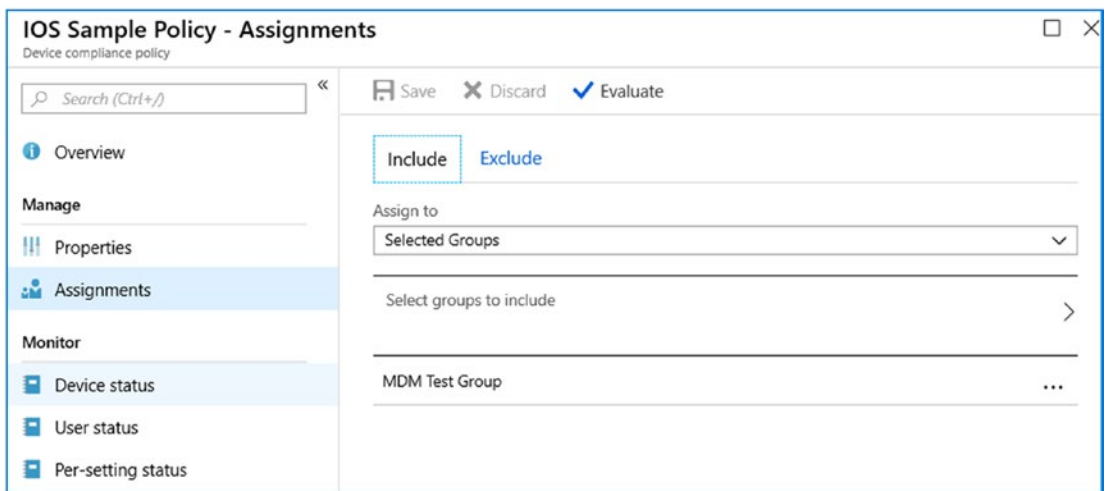 IOS Sample Policy - Assignments
Device compliance policy
Search (Ctrl+/)
«
Save Discard Evaluate
Overview
Include Exclude
Manage
Assign to
Properties
Selected Groups
Assignments
Select groups to include
Monitor
Device status
MDM Test Group ...
User status
Per-setting status